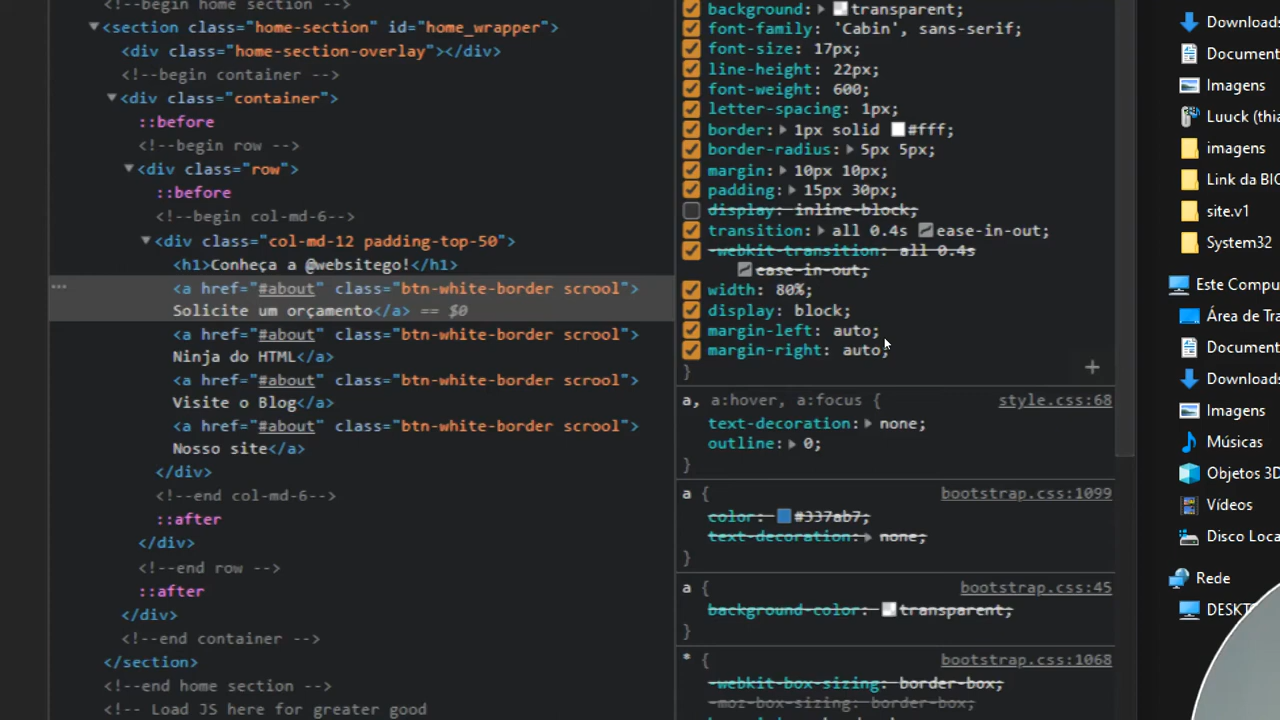 <!--begin home section -->
<section class="home-section" id="home_wrapper">
<div class="home-section-overlay"></div>
<!--begin container -->
<div class="container">
::before
<!--begin row -->
<div class="row">
::before
<!--begin col-md-6-->
<div class="col-md-12 padding-top-50">
<h1>Conheça a @websitego!</h1>
<a href="#about" class="btn-white-border scrool">
Solicite um orçamento</a> == $0
<a href="#about" class="btn-white-border scrool">
Ninja do HTML</a>
<a href="#about" class="btn-white-border scrool">
Visite o Blog</a>
<a href="#about" class="btn-white-border scrool">
Nosso site</a>
</div>
<!--end col-md-6-->
::after
</div>
<!--end row -->
::after
</div>
<!--end container -->
</section>
<!--end home section -->
<!-- Load JS here for greater good
background: transparent;
font-family: 'Cabin', sans-serif;
font-size: 17px;
line-height: 22px;
font-weight: 600;
letter-spacing: 1px;
border: 1px solid #fff;
border-radius: 5px 5px;
margin: 10px 10px;
padding: 15px 30px;
display: inline-block;
transition: all 0.4s ease-in-out;
-webkit-transition: all 0.4s
ease-in-out;
width: 80%;
display: block;
margin-left: auto;
margin-right: auto;
}
a, a:hover, a:focus { style.css:68
text-decoration: none;
outline: 0;
}
a { bootstrap.css:1099
color: #337ab7;
text-decoration: none;
}
a { bootstrap.css:45
background-color: transparent;
}
* { bootstrap.css:1068
-webkit-box-sizing: border-box;
-moz-box-sizing: border-box;
Downloads
Document
Imagens
Luuck (thia
imagens
Link da BIO
site.v1
System32
Este Compu
Área de Tra
Document
Downloads
Imagens
Músicas
Objetos 3D
Vídeos
Disco Loca
Rede
DESKT